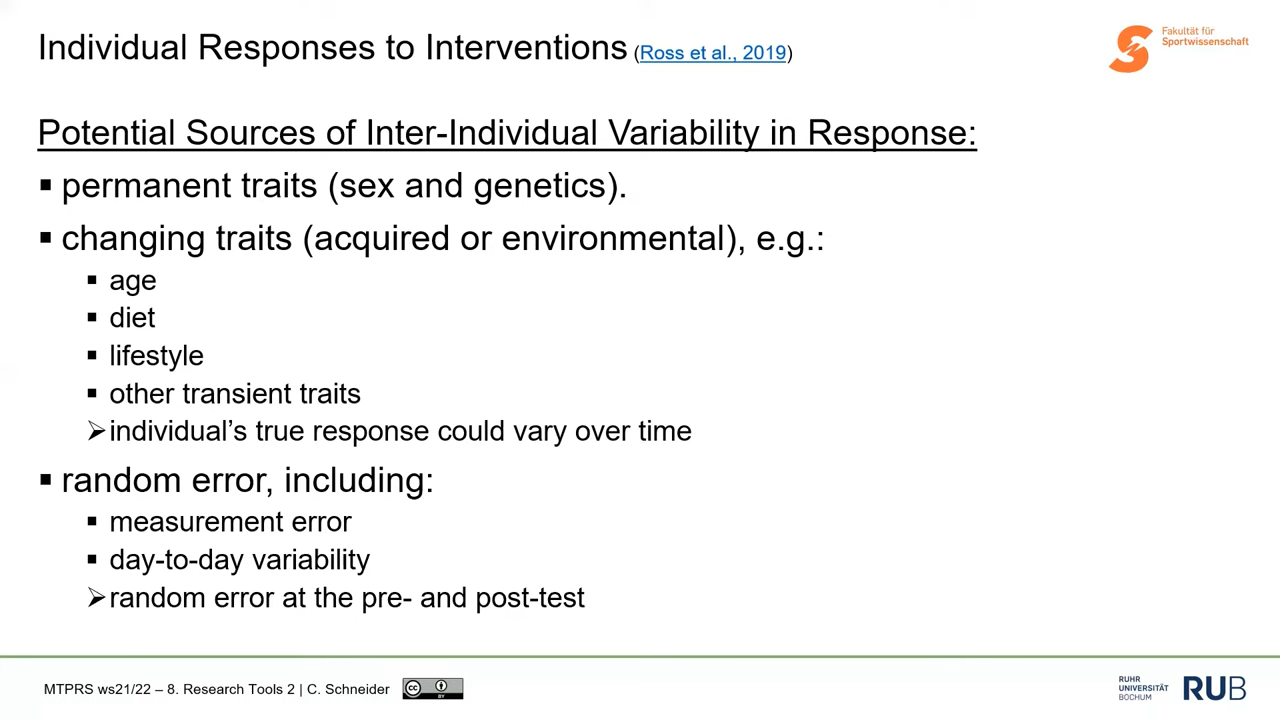 Individual Responses to Interventions (Ross et al., 2019)
Fakultät für
Sportwissenschaft
Potential Sources of Inter-Individual Variability in Response:
▪ permanent traits (sex and genetics).
▪ changing traits (acquired or environmental), e.g.:
▪ age
▪ diet
▪ lifestyle
▪ other transient traits
➢individual’s true response could vary over time
▪ random error, including:
▪ measurement error
▪ day-to-day variability
➢random error at the pre- and post-test
MTPRS ws21/22 – 8. Research Tools 2 | C. Schneider
cc
BY
RUHR
UNIVERSITÄT
BOCHUM
RUB